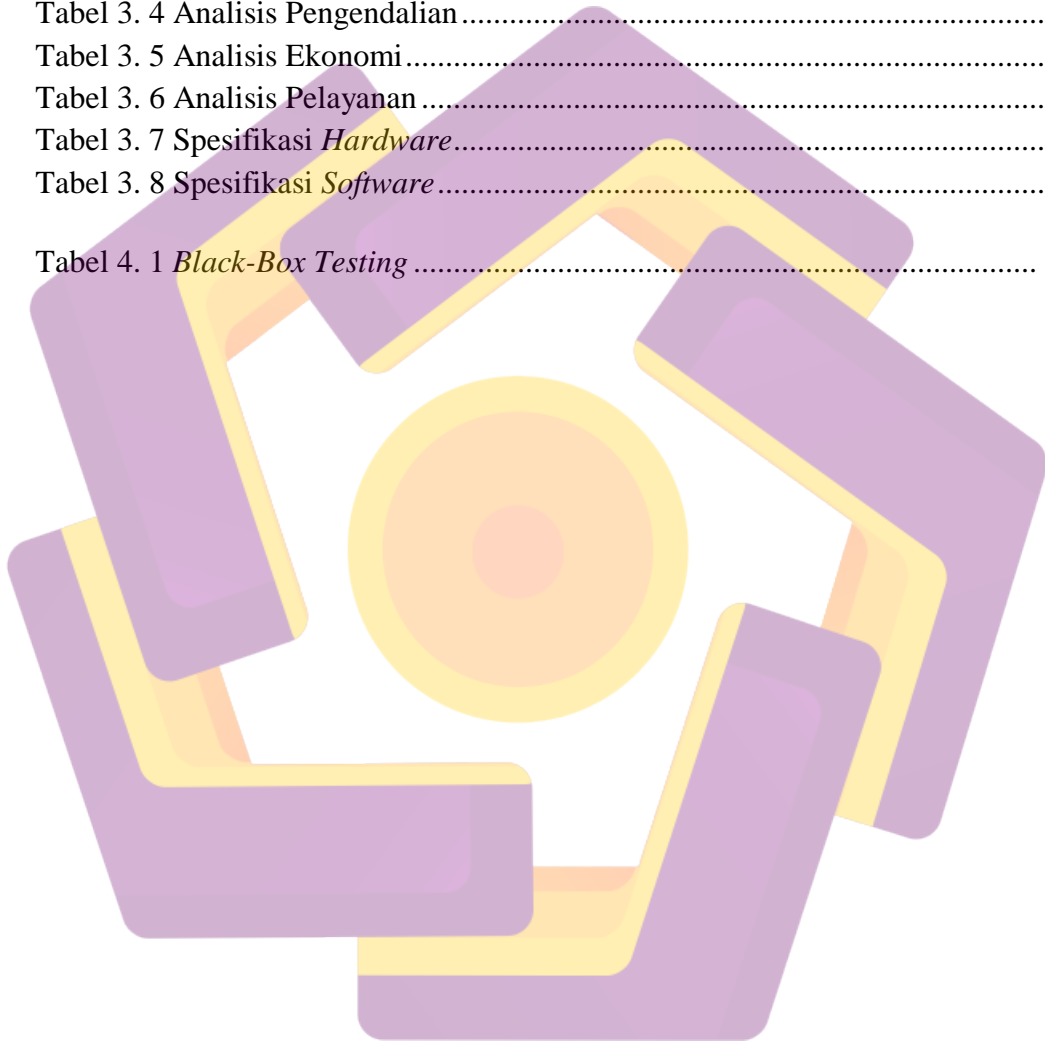 Tabel 3. 4 Analisis Pengendalian........................................................................
Tabel 3. 5 Analisis Ekonomi................................................................................
Tabel 3. 6 Analisis Pelayanan..............................................................................
Tabel 3. 7 Spesifikasi Hardware..........................................................................
Tabel 3. 8 Spesifikasi Software............................................................................
Tabel 4. 1 Black-Box Testing..............................................................................